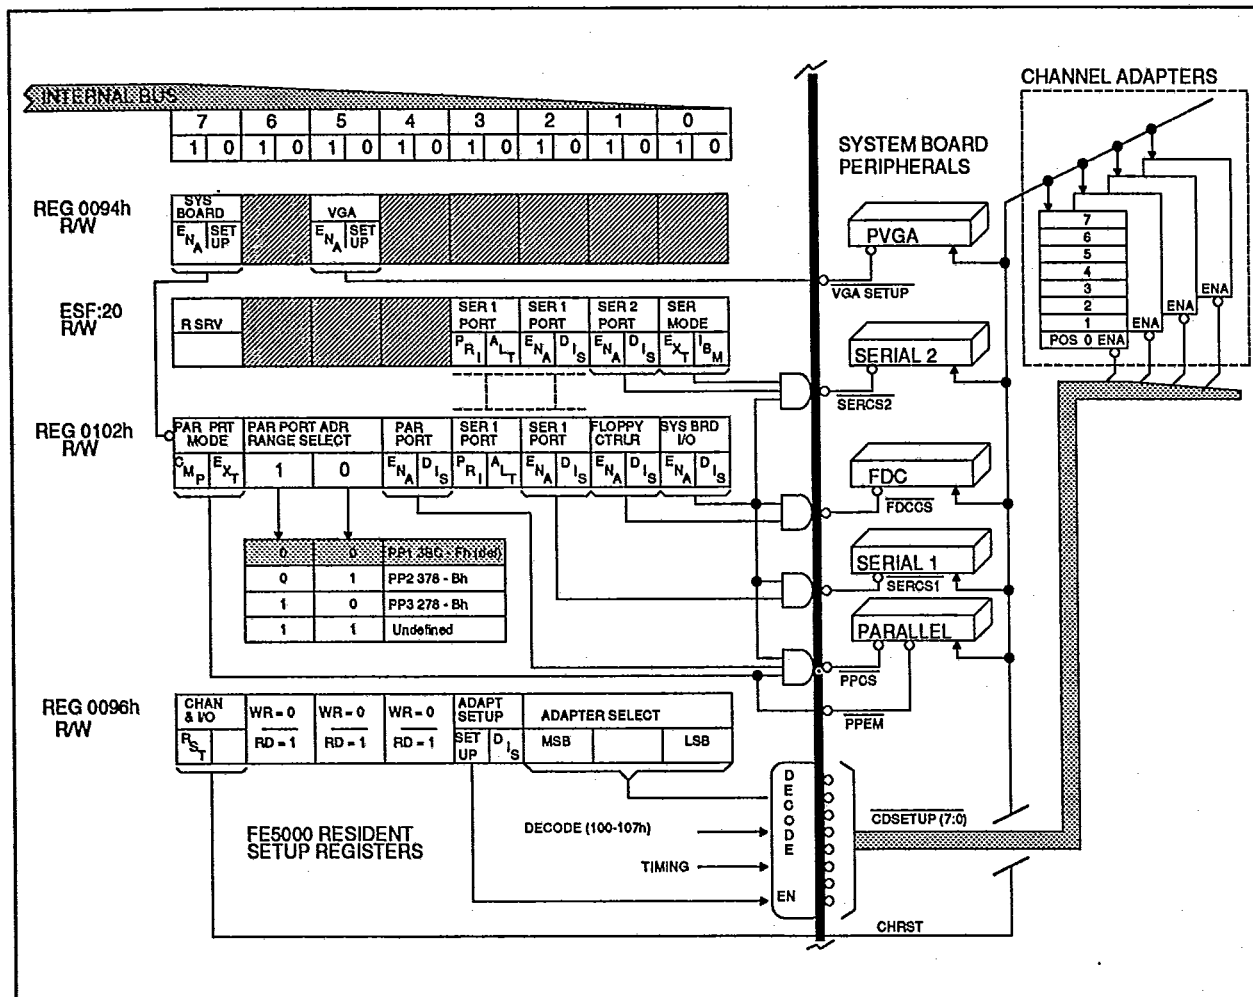 INTERNAL BUS
7 6 5 4 3 2 1 0
1 0 1 0 1 0 1 0 1 0 1 0 1 0 1 0
CHANNEL ADAPTERS
7
6
5
4
3
2
1
POS 0 ENA
ENA
ENA
ENA
SYSTEM BOARD
PERIPHERALS
REG 0094h
R/W
SYS
BOARD
ENA SET
UP
VGA
ENA SET
UP
PVGA
VGA SETUP
ESF:20
R/W
R SRV
SER 1
PORT
PRI ALT
SER 1
PORT
ENA DIS
SER 2
PORT
ENA DIS
SER
MODE
EXT IBM
SERIAL 2
SERCS2
REG 0102h
R/W
PAR PRT
MODE
CMP EXT
PAR PORT ADR
RANGE SELECT
1 0
PAR
PORT
ENA DIS
SER 1
PORT
PRI ALT
SER 1
PORT
ENA DIS
FLOPPY
CTRLR
ENA DIS
SYS BRD
I/O
ENA DIS
FDC
FDCCS
0 0 PP1 3BC - Fh (def)
0 1 PP2 378 - Bh
1 0 PP3 278 - Bh
1 1 Undefined
SERIAL 1
SERCS1
PARALLEL
PPCS
PPEM
REG 0096h
R/W
CHAN
& I/O
RST
WR = 0
RD = 1
WR = 0
RD = 1
WR = 0
RD = 1
ADAPT
SETUP
SET
UP DIS
ADAPTER SELECT
MSB LSB
DECODE
EN
DECODE (100-107h)
TIMING
CDSETUP (7:0)
FE5000 RESIDENT
SETUP REGISTERS
CHRST